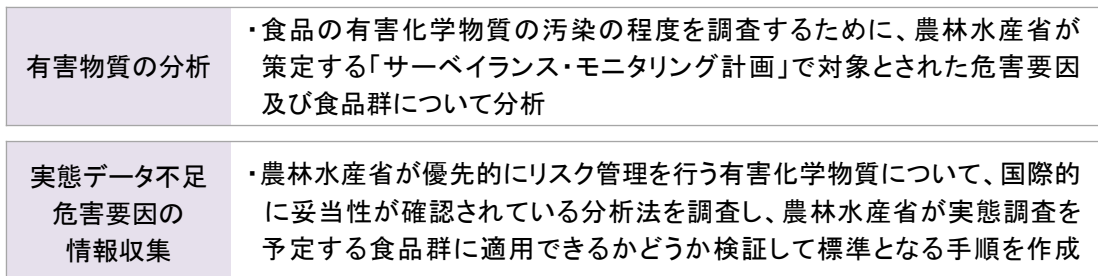 有害物質の分析
・食品の有害化学物質の汚染の程度を調査するために、農林水産省が
策定する「サーベイランス・モニタリング計画」で対象とされた危害要因
及び食品群について分析
実態データ不足
危害要因の
情報収集
・農林水産省が優先的にリスク管理を行う有害化学物質について、国際的
に妥当性が確認されている分析法を調査し、農林水産省が実態調査を
予定する食品群に適用できるかどうか検証して標準となる手順を作成